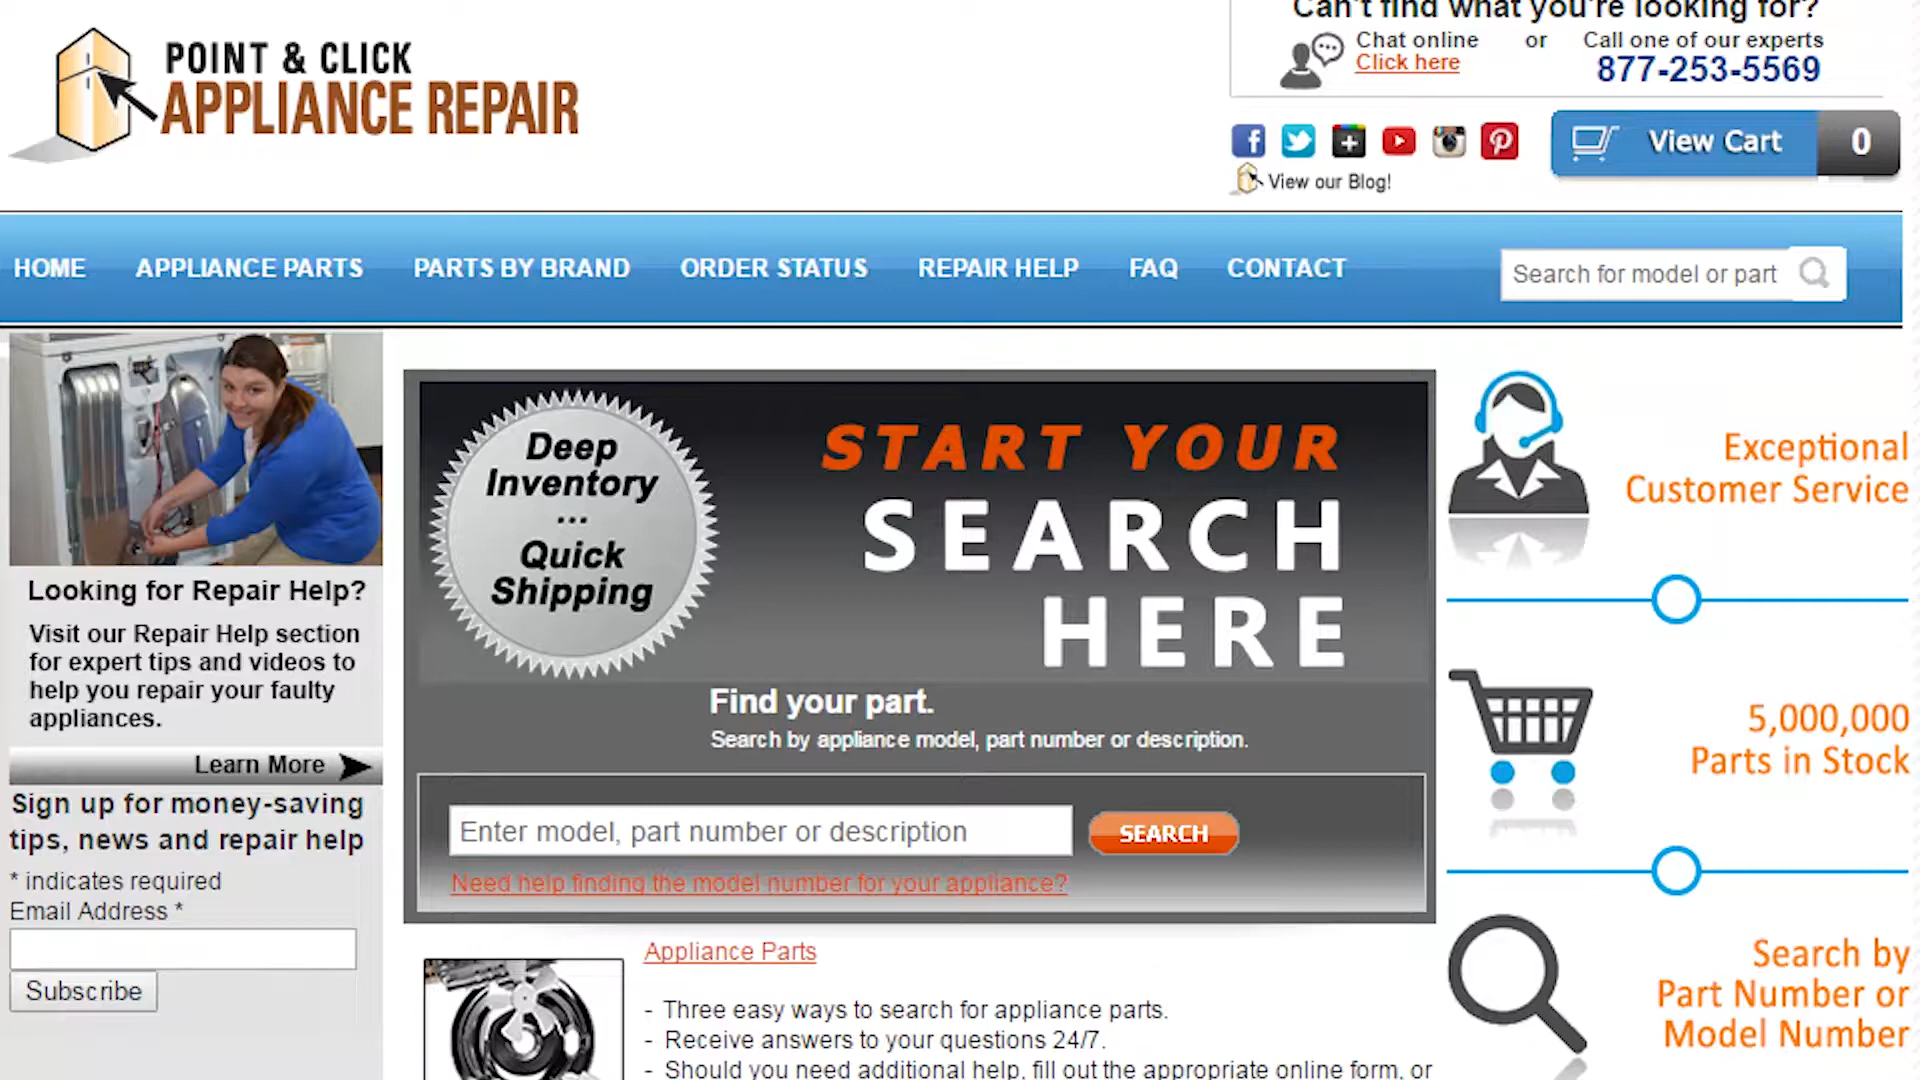 POINT & CLICK
APPLIANCE REPAIR
Can't find what you're looking for?
Chat online or Call one of our experts
Click here
877-253-5569
View Cart 0
View our Blog!
HOME APPLIANCE PARTS PARTS BY BRAND ORDER STATUS REPAIR HELP FAQ CONTACT
Search for model or part
Looking for Repair Help?
Visit our Repair Help section
for expert tips and videos to
help you repair your faulty
appliances.
Learn More
Sign up for money-saving
tips, news and repair help
* indicates required
Email Address *
Subscribe
Deep
Inventory
...
Quick
Shipping
START YOUR
SEARCH
HERE
Find your part.
Search by appliance model, part number or description.
Enter model, part number or description
SEARCH
Need help finding the model number for your appliance?
Appliance Parts
- Three easy ways to search for appliance parts.
- Receive answers to your questions 24/7.
- Should you need additional help, fill out the appropriate online form, or
Exceptional
Customer Service
5,000,000
Parts in Stock
Search by
Part Number or
Model Number